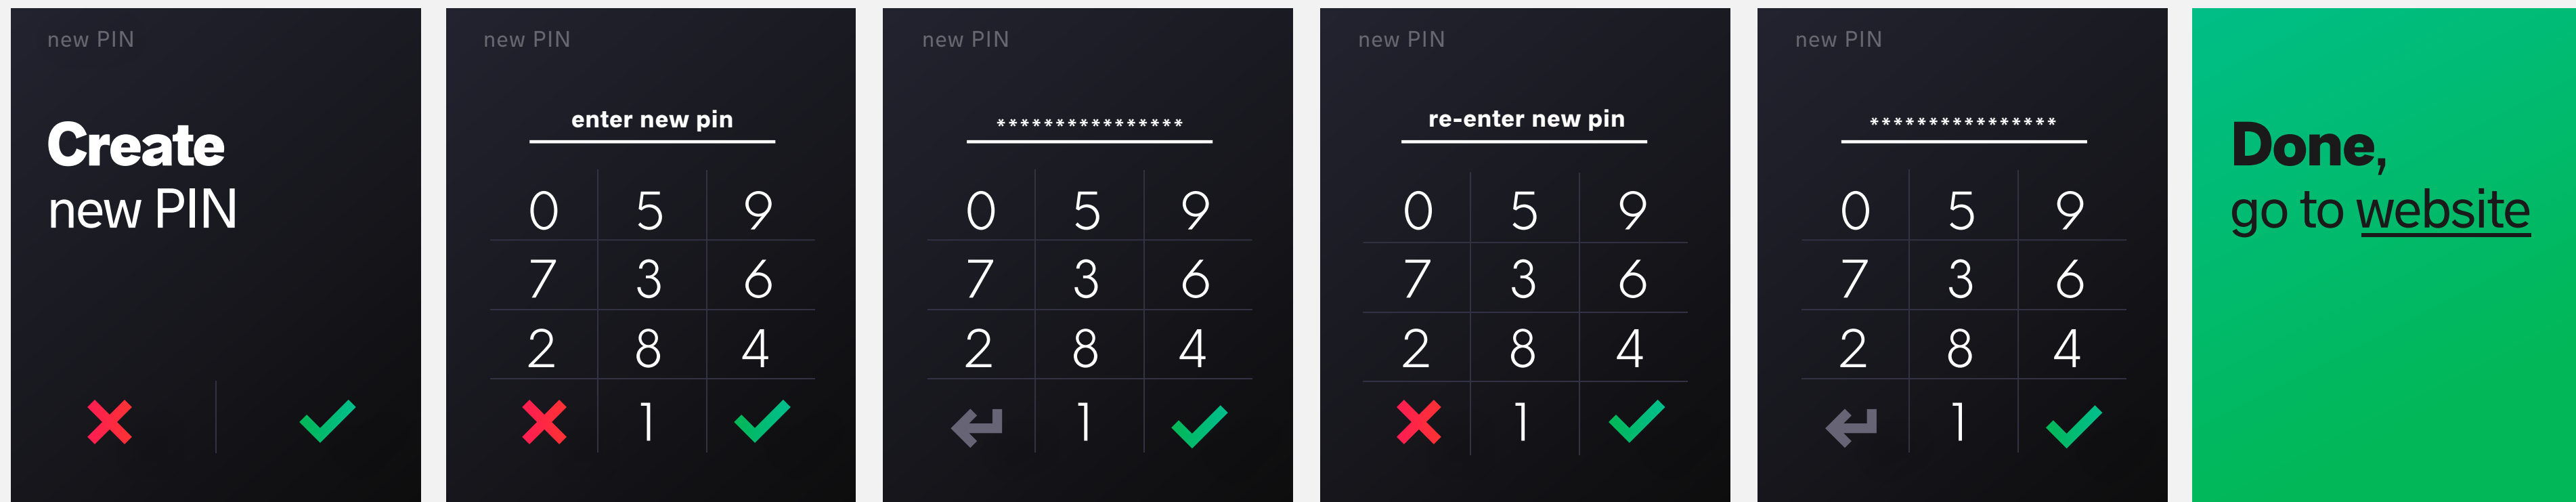 new PIN
Create
new PIN
new PIN
enter new pin
0 5 9
7 3 6
2 8 4
1
new PIN
****************
0 5 9
7 3 6
2 8 4
1
new PIN
re-enter new pin
0 5 9
7 3 6
2 8 4
1
new PIN
****************
0 5 9
7 3 6
2 8 4
1
Done,
go to website